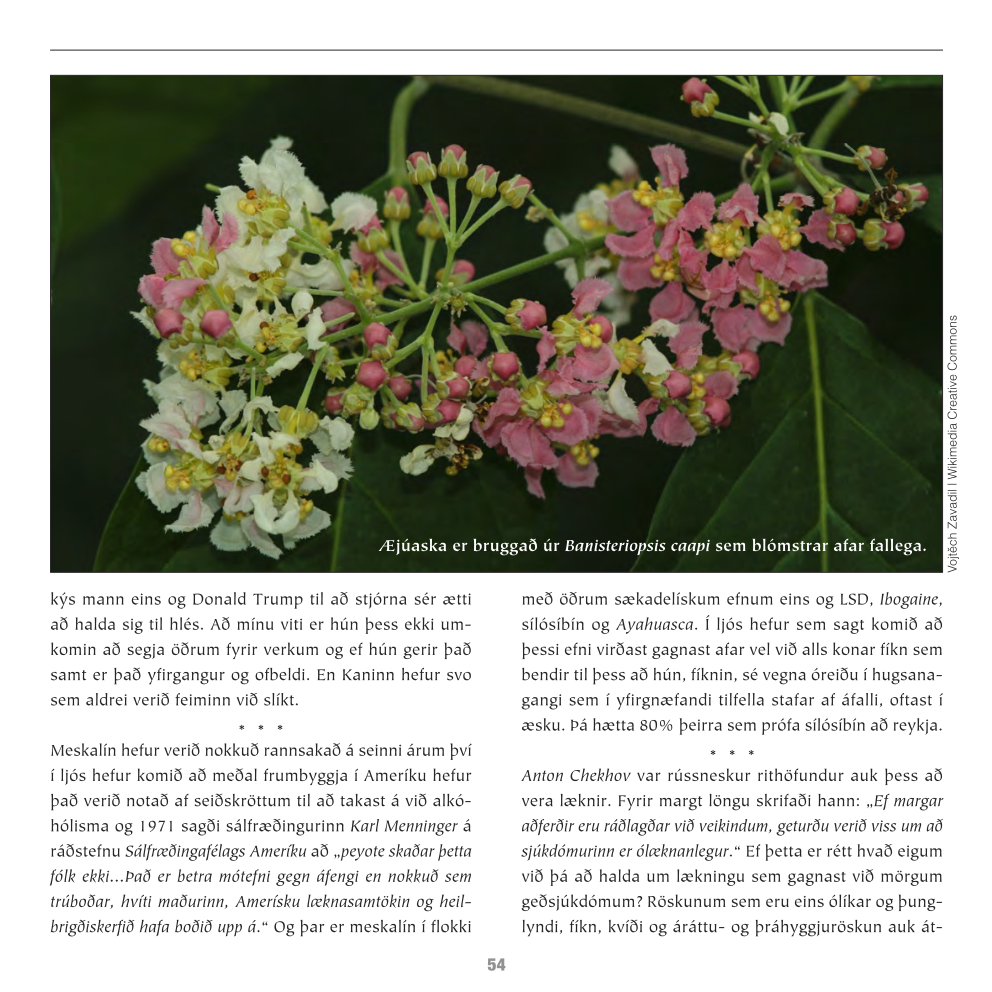 Æjúaska er bruggað úr Banisteriopsis caapi sem blómstrar afar fallega.
Vojtěch Zavadil | Wikimedia Creative Commons
kýs mann eins og Donald Trump til að stjórna sér ætti
að halda sig til hlés. Að mínu viti er hún þess ekki um-
komin að segja öðrum fyrir verkum og ef hún gerir það
samt er það yfirgangur og ofbeldi. En Kaninn hefur svo
sem aldrei verið feiminn við slíkt.
* * *
Meskalín hefur verið nokkuð rannsakað á seinni árum því
í ljós hefur komið að meðal frumbyggja í Ameríku hefur
það verið notað af seiðskröttum til að takast á við alkó-
hólisma og 1971 sagði sálfræðingurinn Karl Menninger á
ráðstefnu Sálfræðingafélags Ameríku að „peyote skaðar þetta
fólk ekki...Það er betra mótefni gegn áfengi en nokkuð sem
trúboðar, hvíti maðurinn, Amerísku læknasamtökin og heil-
brigðiskerfið hafa boðið upp á.“ Og þar er meskalín í flokki
með öðrum sækadelískum efnum eins og LSD, Ibogaine,
sílósíbín og Ayahuasca. Í ljós hefur sem sagt komið að
þessi efni virðast gagnast afar vel við alls konar fíkn sem
bendir til þess að hún, fíknin, sé vegna óreiðu í hugsana-
gangi sem í yfirgnæfandi tilfella stafar af áfalli, oftast í
æsku. Þá hætta 80% þeirra sem prófa sílósíbín að reykja.
* * *
Anton Chekhov var rússneskur rithöfundur auk þess að
vera læknir. Fyrir margt löngu skrifaði hann: „Ef margar
aðferðir eru ráðlagðar við veikindum, geturðu verið viss um að
sjúkdómurinn er ólæknanlegur.“ Ef þetta er rétt hvað eigum
við þá að halda um lækningu sem gagnast við mörgum
geðsjúkdómum? Röskunum sem eru eins ólíkar og þung-
lyndi, fíkn, kvíði og áráttu- og þráhyggjuröskun auk át-
54